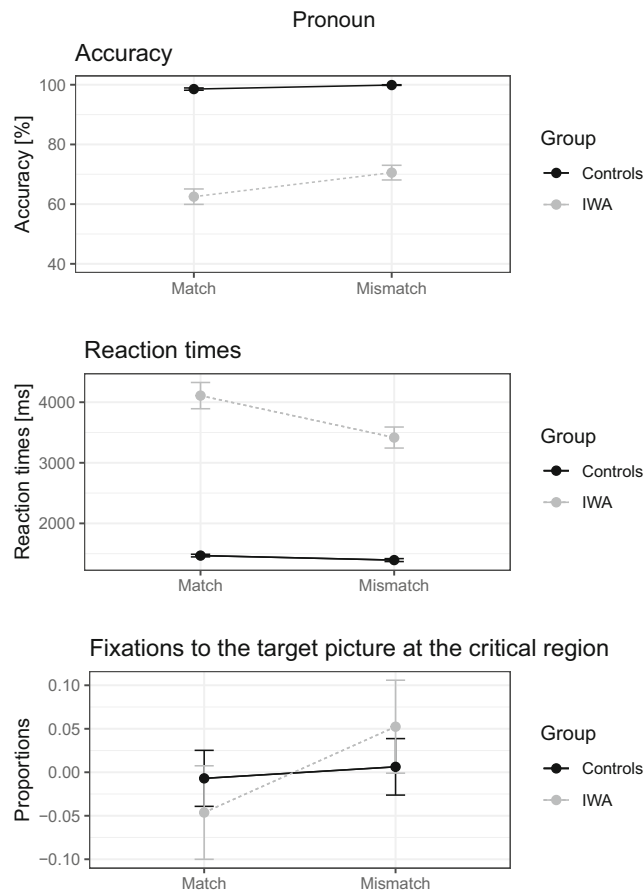 Pronoun
Accuracy
Accuracy [%]
100
80
60
40
Match
Mismatch
Group
Controls
IWA
Reaction times
Reaction times [ms]
4000
3000
2000
Match
Mismatch
Group
Controls
IWA
Fixations to the target picture at the critical region
Proportions
0.10
0.05
0.00
−0.05
−0.10
Match
Mismatch
Group
Controls
IWA